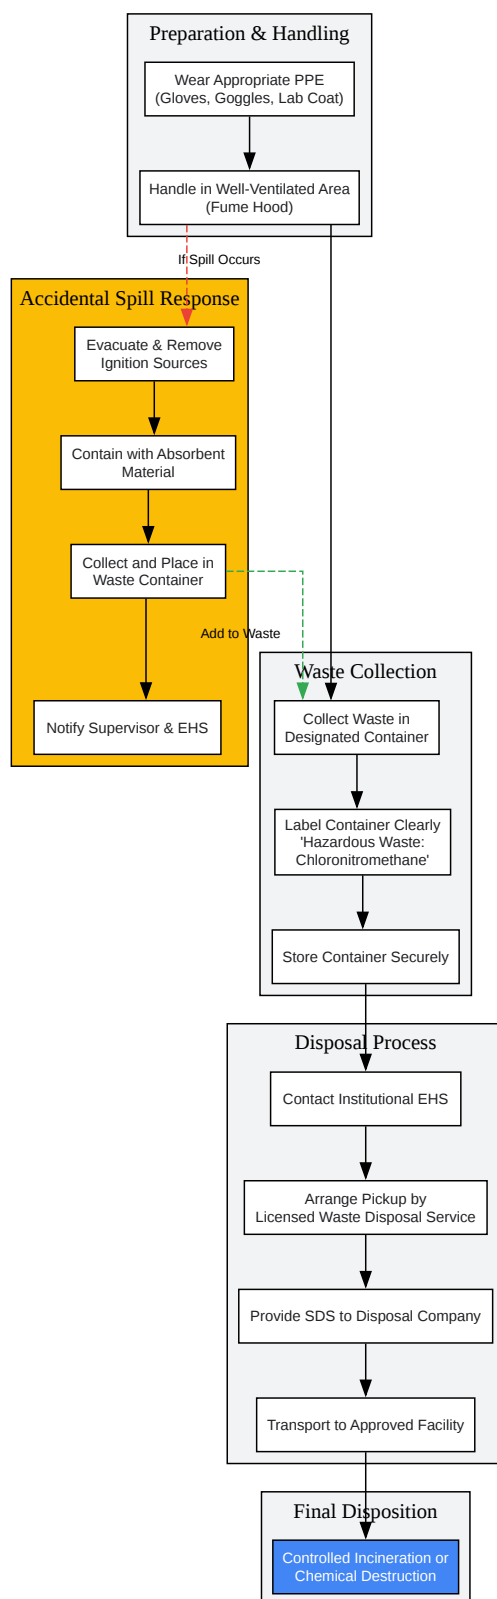 Preparation & Handling
Wear Appropriate PPE
(Gloves, Goggles, Lab Coat)
Handle in Well-Ventilated Area
(Fume Hood)
If Spill Occurs
Accidental Spill Response
Evacuate & Remove
Ignition Sources
Contain with Absorbent
Material
Collect and Place in
Waste Container
Add to Waste
Notify Supervisor & EHS
Waste Collection
Collect Waste in
Designated Container
Label Container Clearly
'Hazardous Waste:
Chloronitromethane'
Store Container Securely
Disposal Process
Contact Institutional EHS
Arrange Pickup by
Licensed Waste Disposal Service
Provide SDS to Disposal Company
Transport to Approved Facility
Final Disposition
Controlled Incineration or
Chemical Destruction